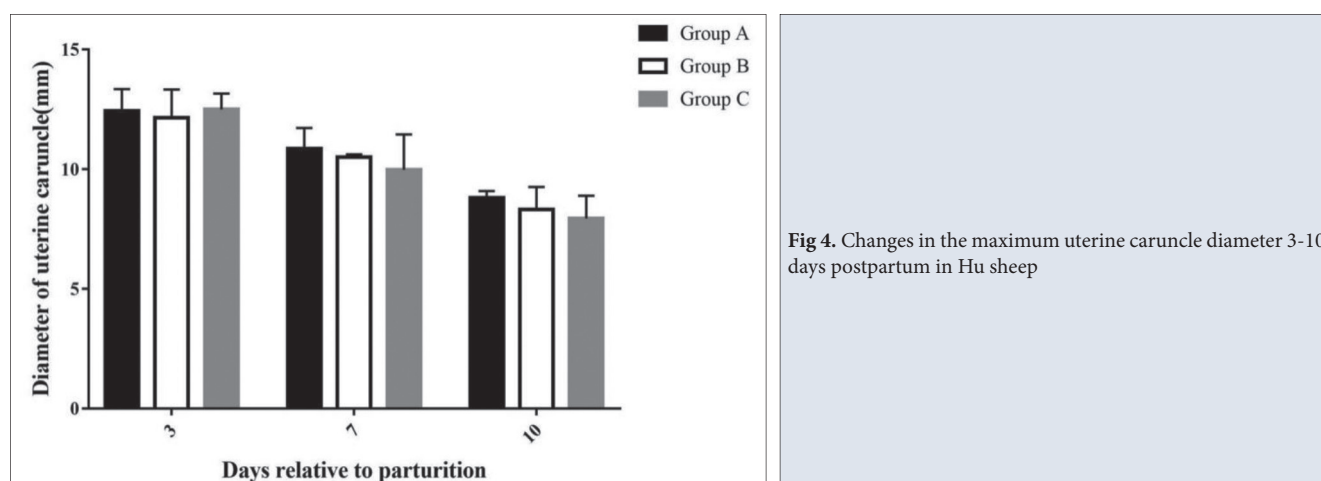 15
10
5
0
Diameter of uterine caruncle(mm)
Group A
Group B
Group C
3
7
10
Days relative to parturition
Fig 4. Changes in the maximum uterine caruncle diameter 3-10
days postpartum in Hu sheep